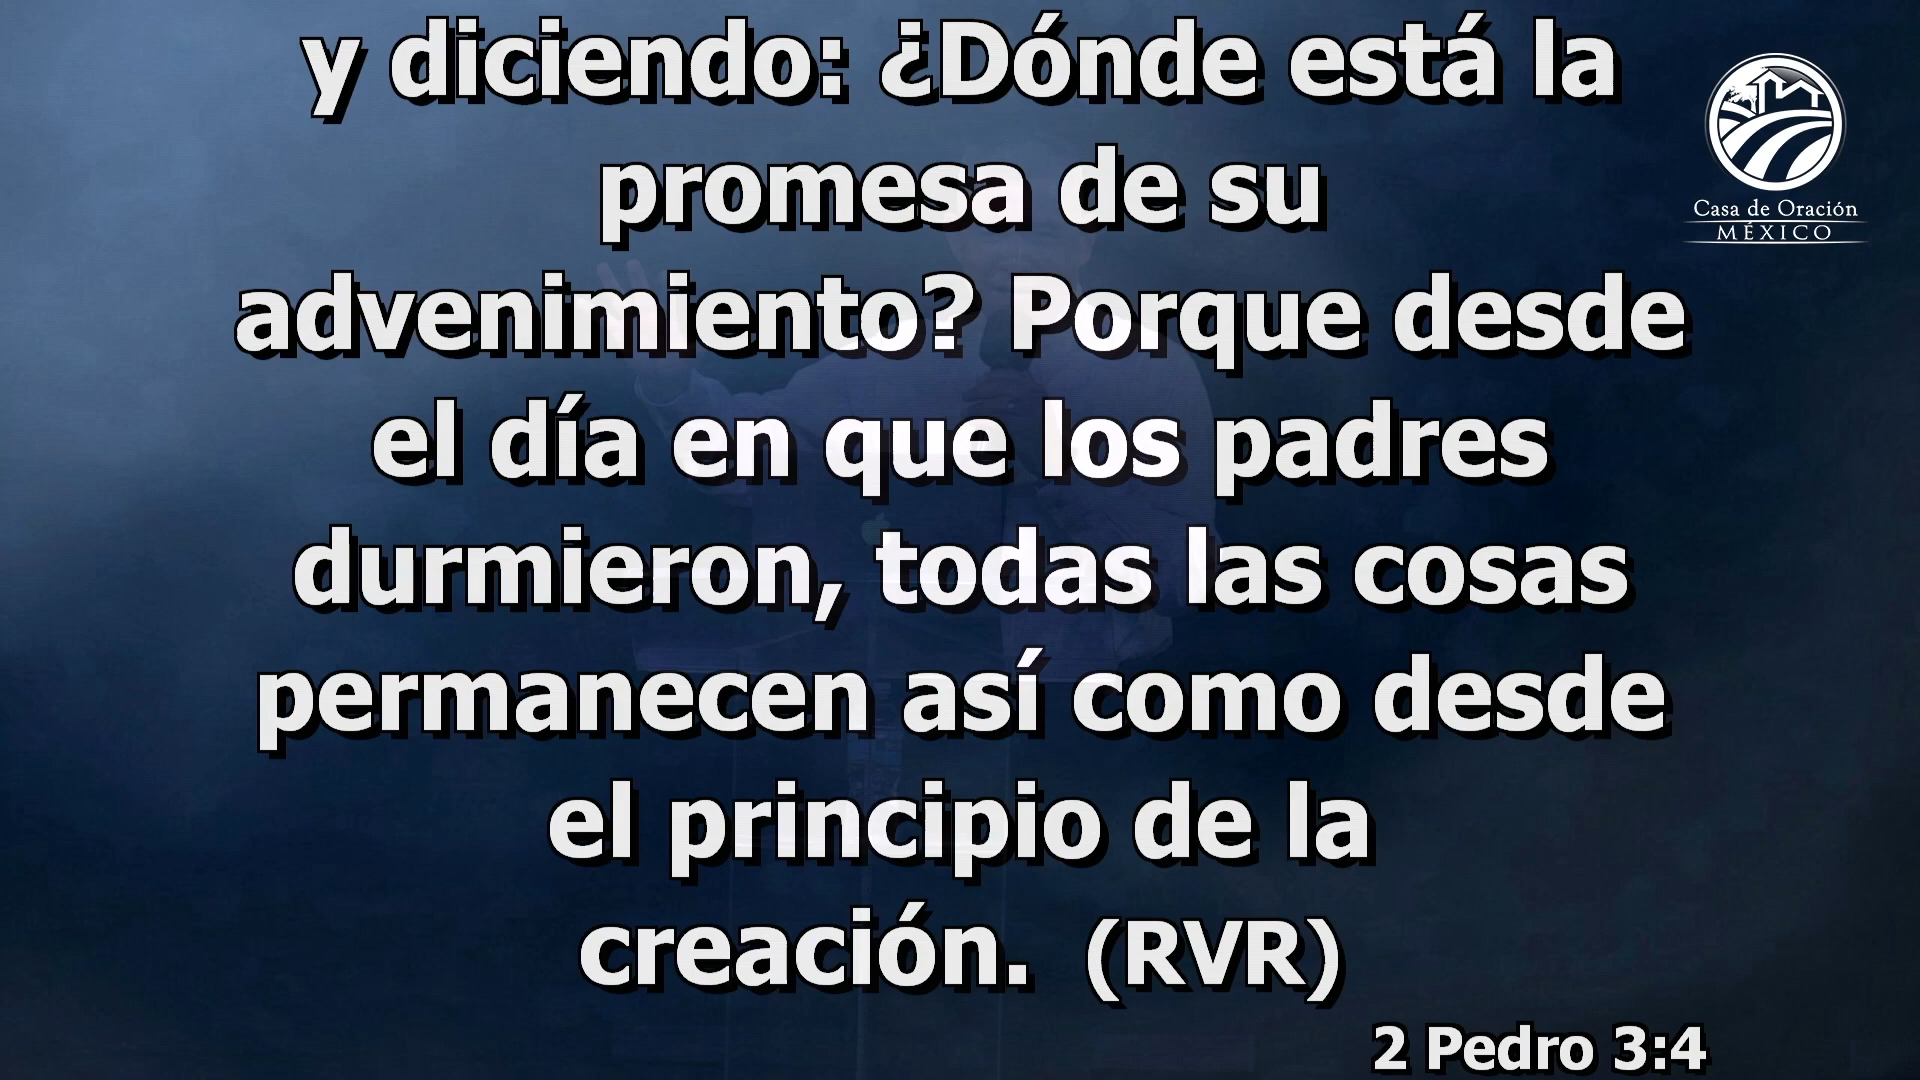 y diciendo: ¿Dónde está la
promesa de su
advenimiento? Porque desde
el día en que los padres
durmieron, todas las cosas
permanecen así como desde
el principio de la
creación. (RVR)
2 Pedro 3:4
Casa de Oración
MÉXICO